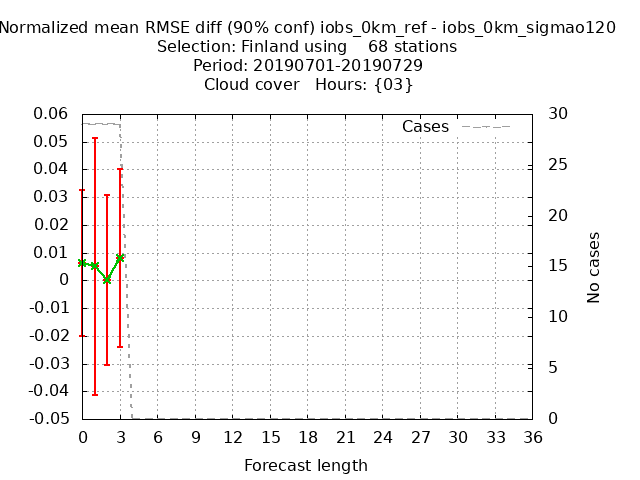 Normalized mean RMSE diff (90% conf) iobs_0km_ref - iobs_0km_sigmao120
Selection: Finland using    68 stations
Period: 20190701-20190729
Cloud cover   Hours: {03}
Cases
0.06
0.05
0.04
0.03
0.02
0.01
0
-0.01
-0.02
-0.03
-0.04
-0.05
30
25
20
15
10
5
0
No cases
0 3 6 9 12 15 18 21 24 27 30 33 36
Forecast length